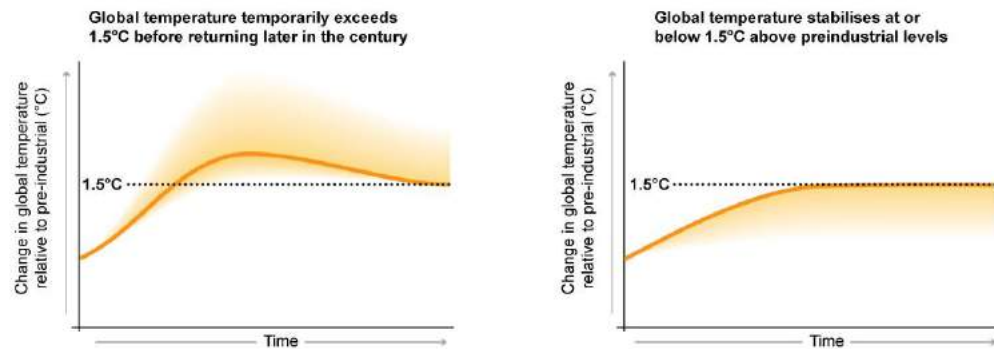 Global temperature temporarily exceeds
1.5°C before returning later in the century
Change in global temperature
relative to pre-industrial (°C)
1.5°C
Time
Global temperature stabilises at or
below 1.5°C above preindustrial levels
Change in global temperature
relative to pre-industrial (°C)
1.5°C
Time